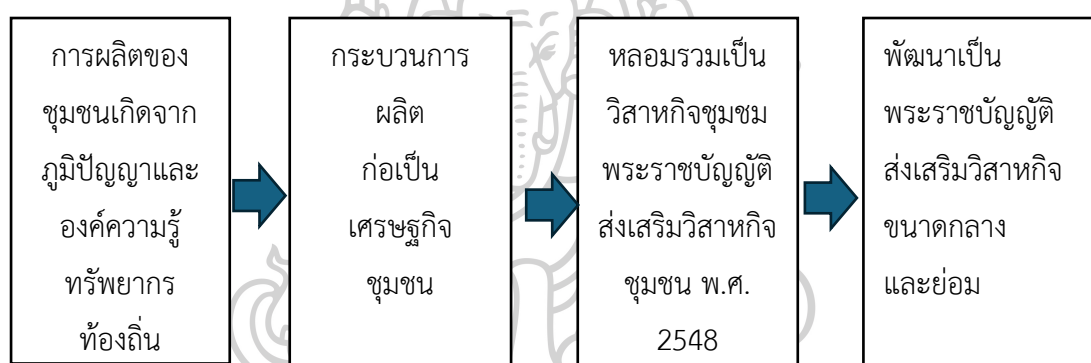 การผลิตของ
ชุมชนเกิดจาก
ภูมิปัญญาและ
องค์ความรู้
ทรัพยากร
ท้องถิ่น
กระบวนการ
ผลิต
ก่อเป็น
เศรษฐกิจ
ชุมชน
หลอมรวมเป็น
วิสาหกิจชุมชม
พระราชบัญญัติ
ส่งเสริมวิสาหกิจ
ชุมชน พ.ศ.
2548
พัฒนาเป็น
พระราชบัญญัติ
ส่งเสริมวิสาหกิจ
ขนาดกลาง
และย่อม